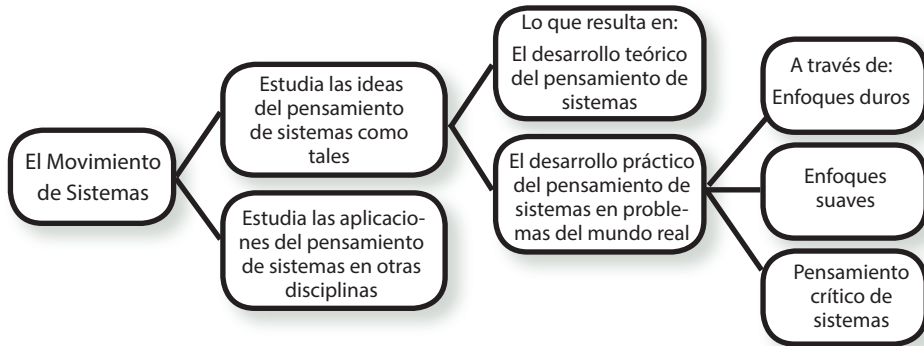 El Movimiento
de Sistemas
Estudia las ideas
del pensamiento
de sistemas como
tales
Estudia las aplicacio-
nes del pensamiento
de sistemas en otras
disciplinas
Lo que resulta en:
El desarrollo teórico
del pensamiento de
sistemas
El desarrollo práctico
del pensamiento de
sistemas en proble-
mas del mundo real
A través de:
Enfoques duros
Enfoques
suaves
Pensamiento
crítico de
sistemas